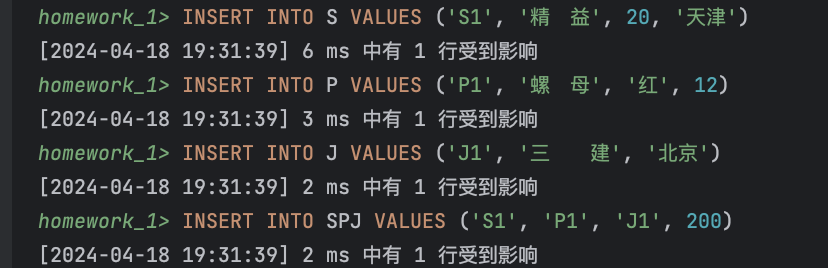 homework_1> INSERT INTO S VALUES ('S1', '精  益', 20, '天津')
[2024-04-18 19:31:39] 6 ms 中有 1 行受到影响
homework_1> INSERT INTO P VALUES ('P1', '螺  母', '红', 12)
[2024-04-18 19:31:39] 3 ms 中有 1 行受到影响
homework_1> INSERT INTO J VALUES ('J1', '三    建', '北京')
[2024-04-18 19:31:39] 2 ms 中有 1 行受到影响
homework_1> INSERT INTO SPJ VALUES ('S1', 'P1', 'J1', 200)
[2024-04-18 19:31:39] 2 ms 中有 1 行受到影响